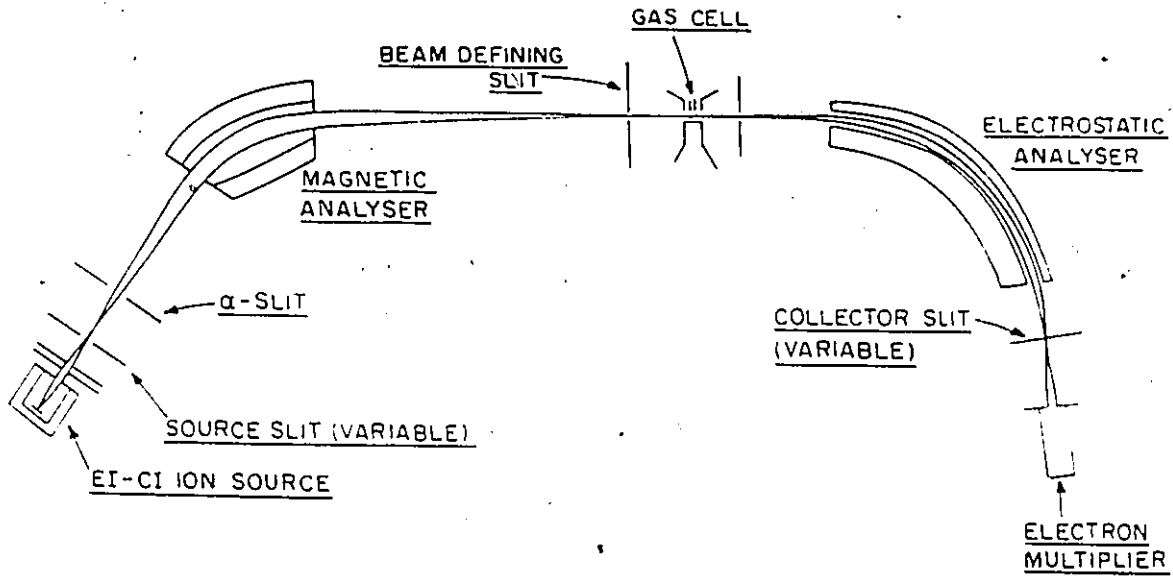 GAS CELL
BEAM DEFINING
SLIT
ELECTROSTATIC
ANALYSER
MAGNETIC
ANALYSER
α-SLIT
COLLECTOR SLIT
(VARIABLE)
SOURCE SLIT (VARIABLE)
EI-CI ION SOURCE
ELECTRON
MULTIPLIER